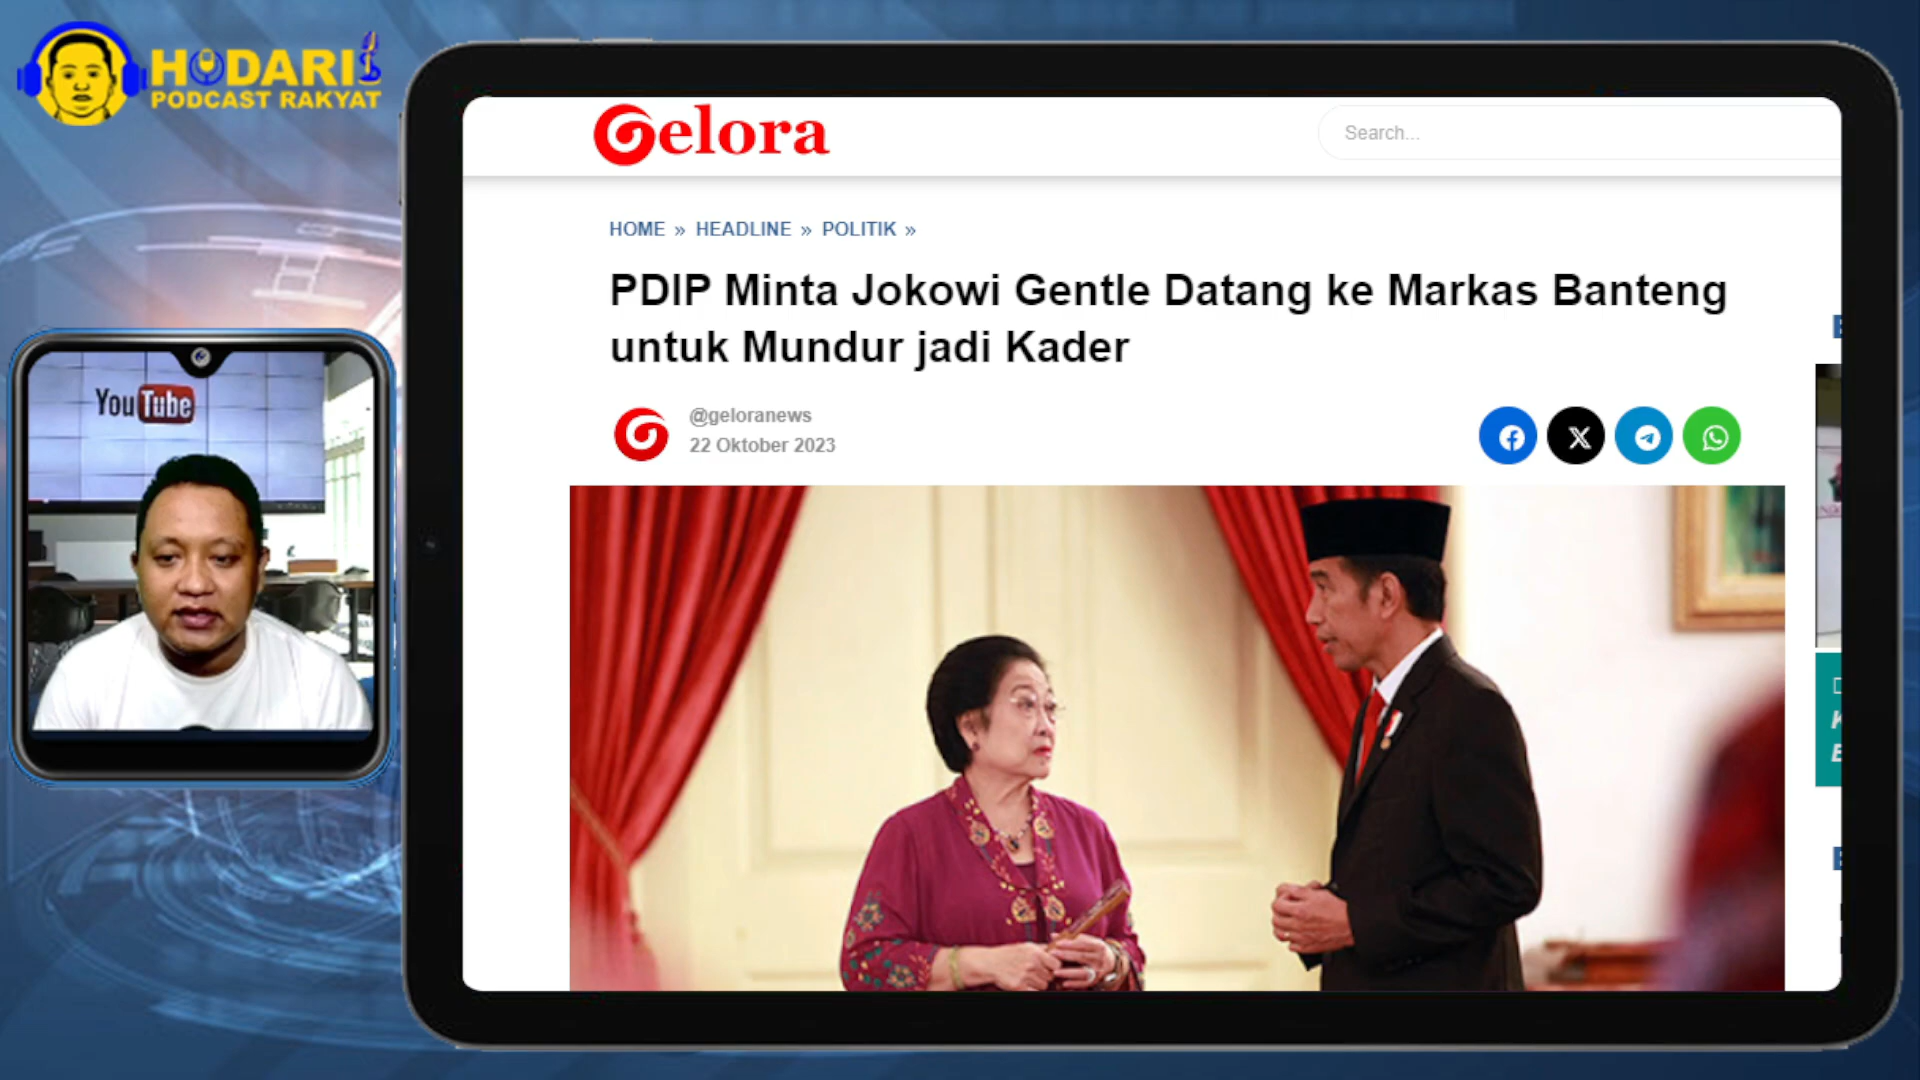 HODARI
PODCAST RAKYAT
YouTube
Gelora
Search...
HOME » HEADLINE » POLITIK »
PDIP Minta Jokowi Gentle Datang ke Markas Banteng
untuk Mundur jadi Kader
@geloranews
22 Oktober 2023